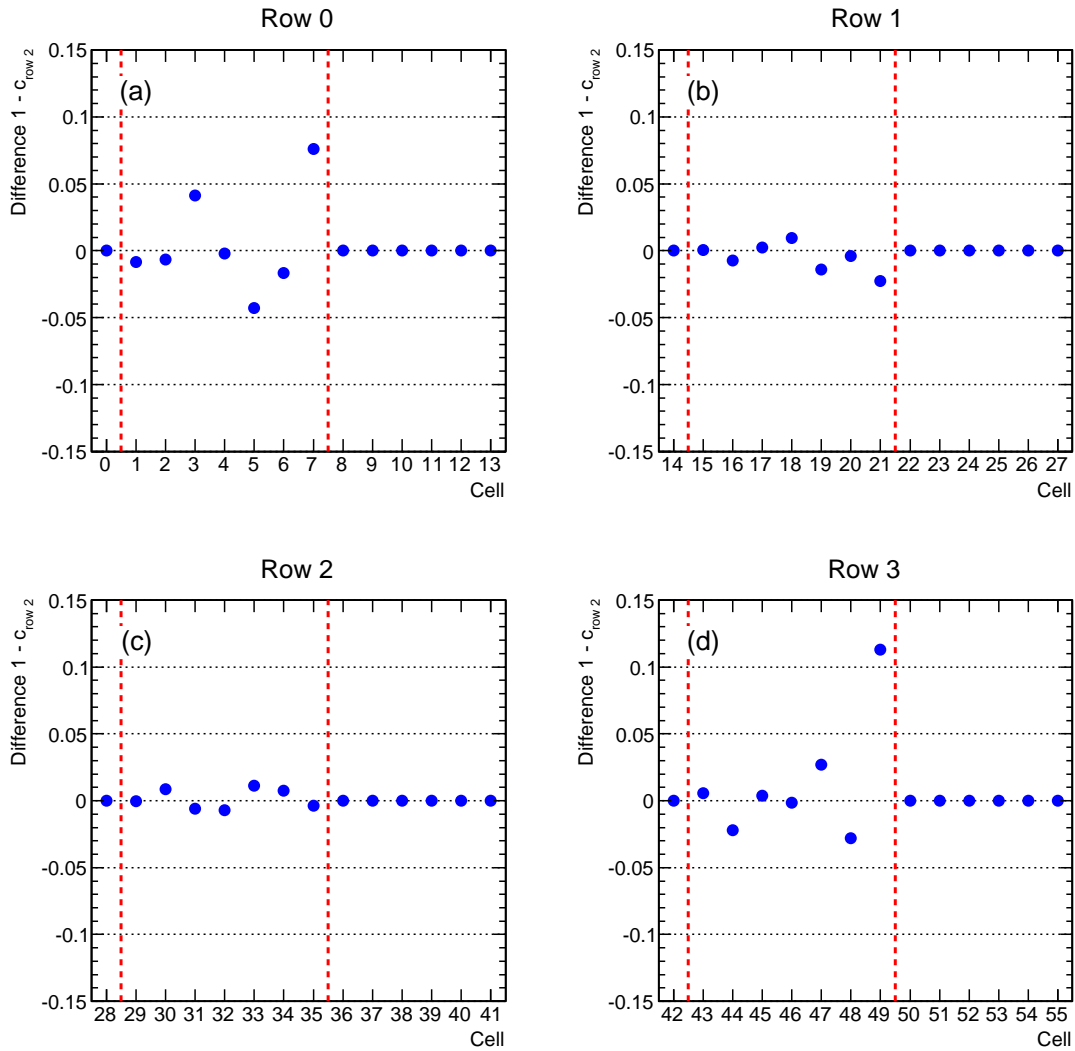 Row 0
Difference 1 - c_row 2
(a)
0.15
0.1
0.05
0
-0.05
-0.1
-0.15
0 1 2 3 4 5 6 7 8 9 10 11 12 13
Cell
Row 1
Difference 1 - c_row 2
(b)
0.15
0.1
0.05
0
-0.05
-0.1
-0.15
14 15 16 17 18 19 20 21 22 23 24 25 26 27
Cell
Row 2
Difference 1 - c_row 2
(c)
0.15
0.1
0.05
0
-0.05
-0.1
-0.15
28 29 30 31 32 33 34 35 36 37 38 39 40 41
Cell
Row 3
Difference 1 - c_row 2
(d)
0.15
0.1
0.05
0
-0.05
-0.1
-0.15
42 43 44 45 46 47 48 49 50 51 52 53 54 55
Cell